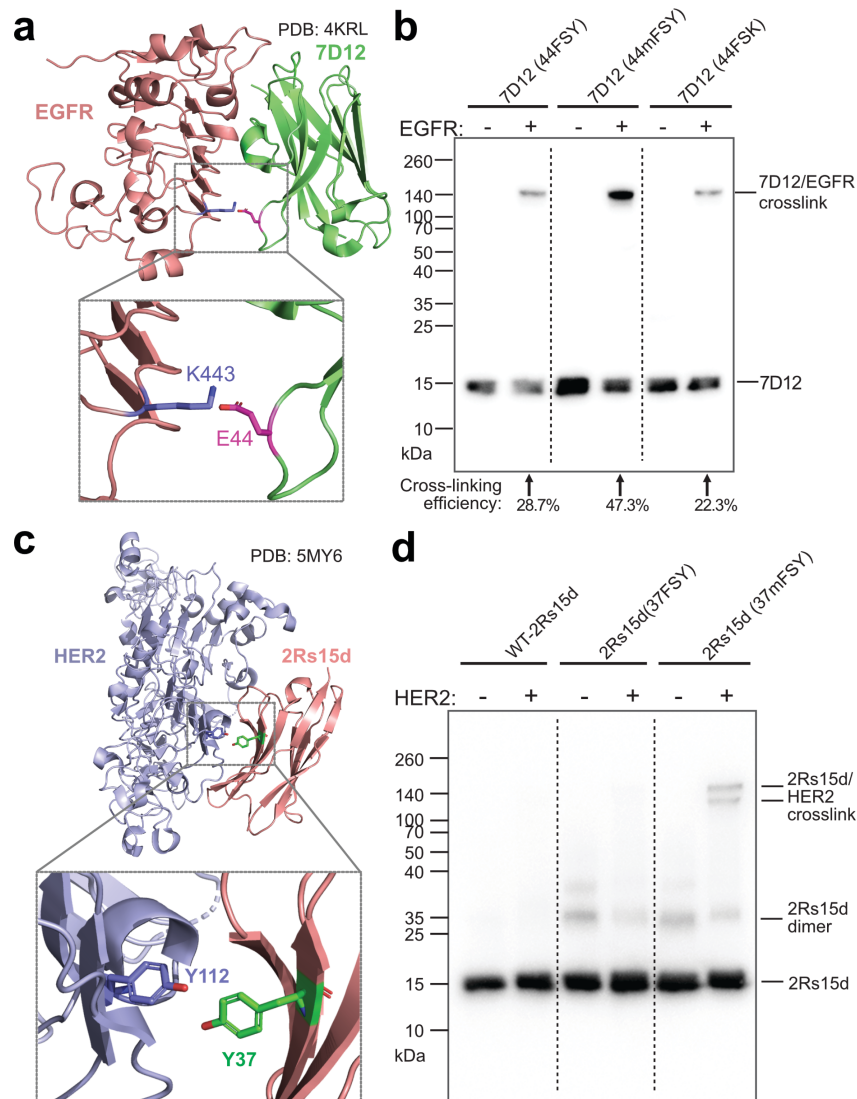 a
PDB: 4KRL
7D12
EGFR
K443
E44
b
7D12 (44FSY)
7D12 (44mFSY)
7D12 (44FSK)
EGFR: - + - + - +
260
140
100
70
50
40
35
25
15
10
kDa
7D12/EGFR
crosslink
7D12
Cross-linking
efficiency: 28.7% 47.3% 22.3%
c
PDB: 5MY6
HER2
2Rs15d
Y112
Y37
d
WT-2Rs15d
2Rs15d(37FSY)
2Rs15d (37mFSY)
HER2: - + - + - +
260
140
100
70
50
40
35
25
15
10
kDa
2Rs15d/
HER2
crosslink
2Rs15d
dimer
2Rs15d